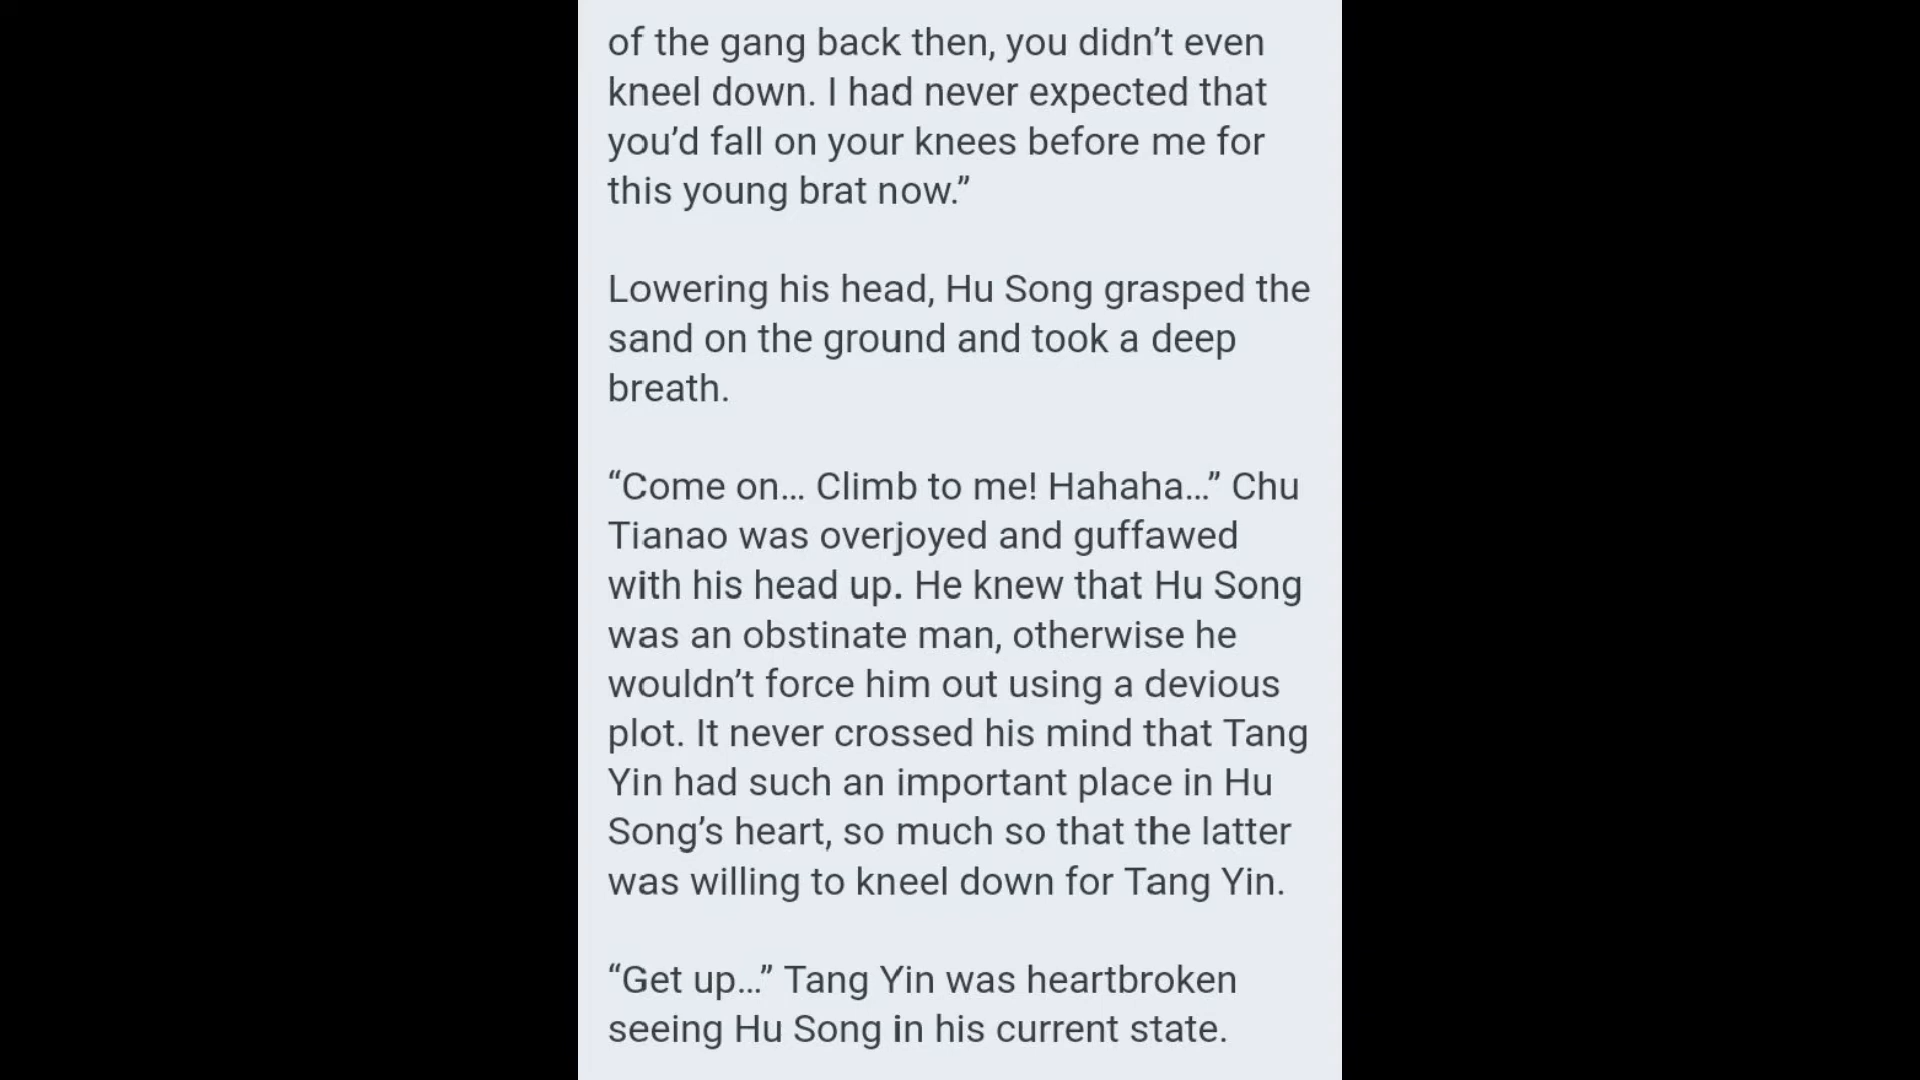 of the gang back then, you didn’t even
kneel down. I had never expected that
you’d fall on your knees before me for
this young brat now.”
Lowering his head, Hu Song grasped the
sand on the ground and took a deep
breath.
“Come on… Climb to me! Hahaha…” Chu
Tianao was overjoyed and guffawed
with his head up. He knew that Hu Song
was an obstinate man, otherwise he
wouldn’t force him out using a devious
plot. It never crossed his mind that Tang
Yin had such an important place in Hu
Song’s heart, so much so that the latter
was willing to kneel down for Tang Yin.
“Get up…” Tang Yin was heartbroken
seeing Hu Song in his current state.